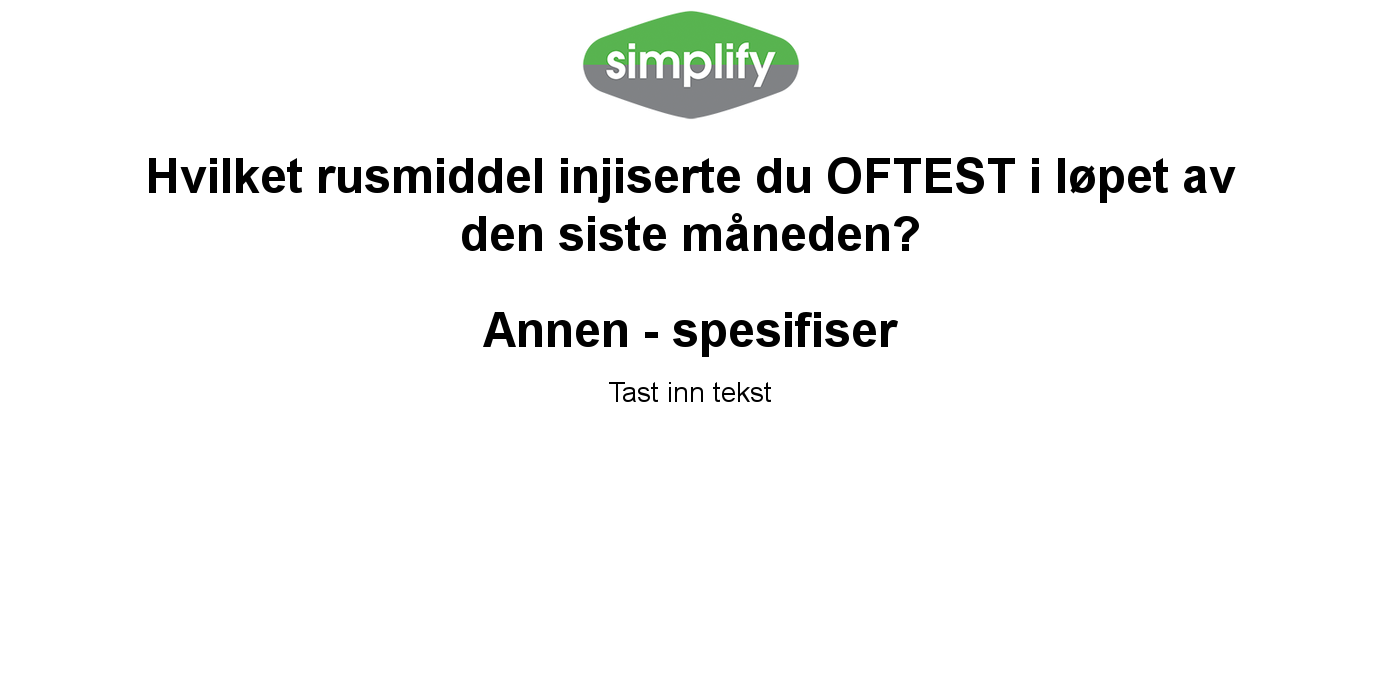 simplify
Hvilket rusmiddel injiserte du OFTEST i løpet av
den siste måneden?
Annen - spesifiser
Tast inn tekst